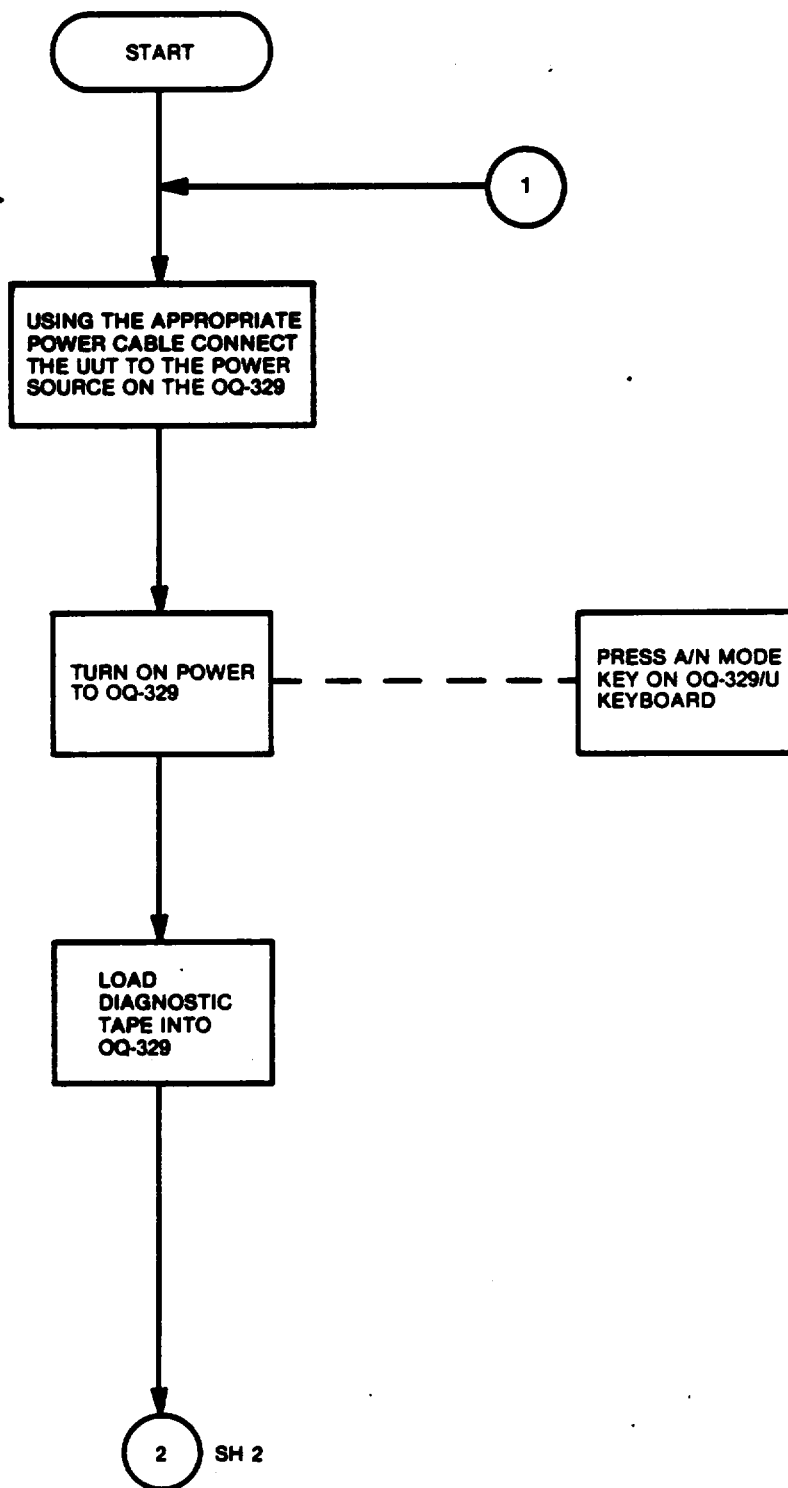 START
1
USING THE APPROPRIATE
POWER CABLE CONNECT
THE UUT TO THE POWER
SOURCE ON THE OQ-329
TURN ON POWER
TO OQ-329
PRESS A/N MODE
KEY ON OQ-329/U
KEYBOARD
LOAD
DIAGNOSTIC
TAPE INTO
OQ-329
2 SH 2